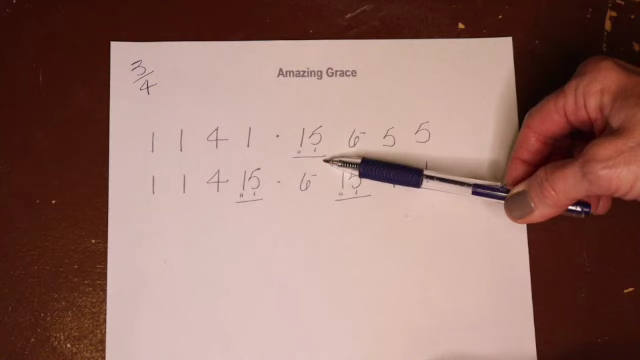 Amazing Grace
3/4
1 1 4 1 · 15 6- 5 5
1 1 4 15 · 6- 15